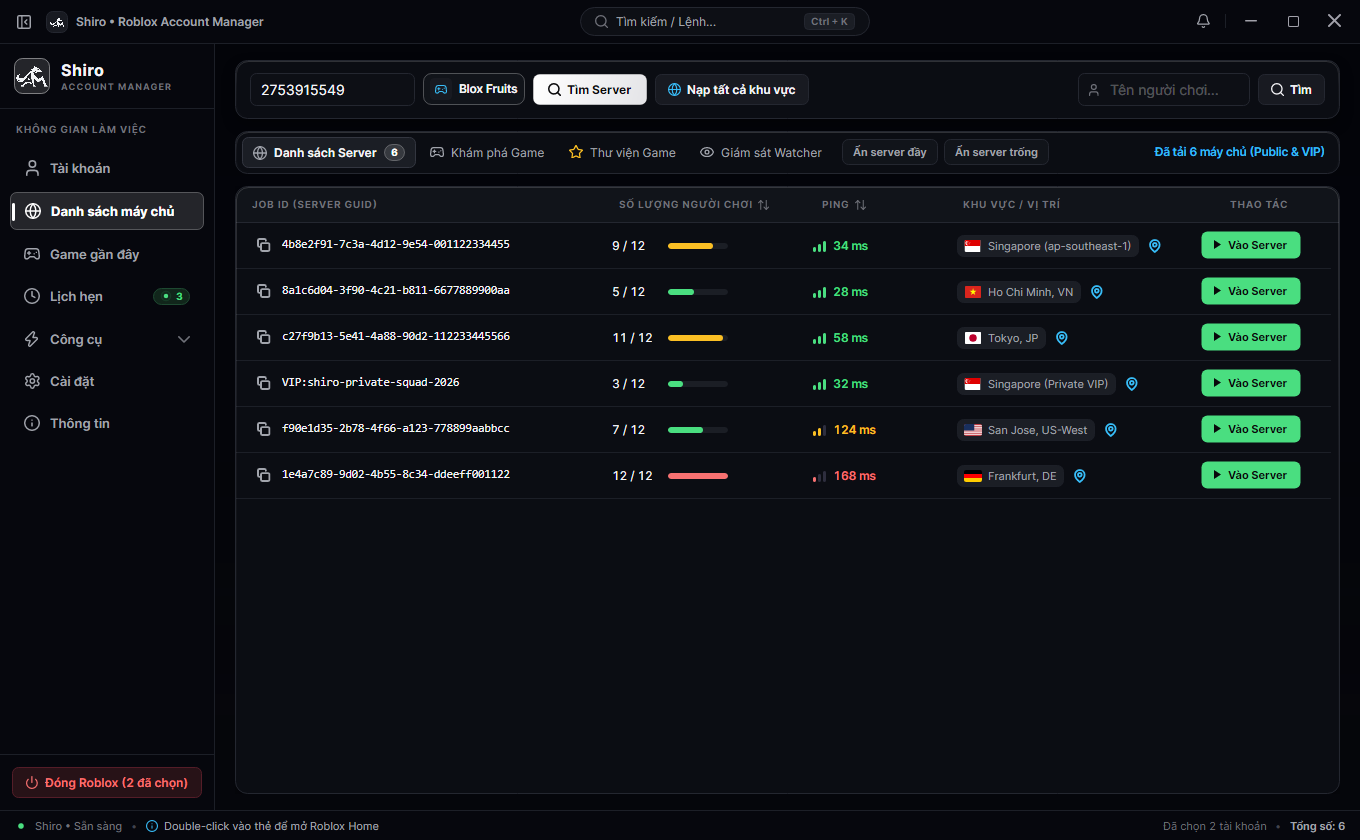 Shiro • Roblox Account Manager
Tìm kiếm / Lệnh...
Ctrl + K
Shiro
ACCOUNT MANAGER
KHÔNG GIAN LÀM VIỆC
Tài khoản
Danh sách máy chủ
Game gần đây
Lịch hẹn
• 3
Công cụ
Cài đặt
Thông tin
Đóng Roblox (2 đã chọn)
2753915549
Blox Fruits
Tìm Server
Nạp tất cả khu vực
Tên người chơi...
Tìm
Danh sách Server 6
Khám phá Game
Thư viện Game
Giám sát Watcher
Ẩn server đầy
Ẩn server trống
Đã tải 6 máy chủ (Public & VIP)
JOB ID (SERVER GUID) SỐ LƯỢNG NGƯỜI CHƠI PING KHU VỰC / VỊ TRÍ THAO TÁC
4b8e2f91-7c3a-4d12-9e54-001122334455 9 / 12 34 ms Singapore (ap-southeast-1) Vào Server
8a1c6d04-3f90-4c21-b811-6677889900aa 5 / 12 28 ms Ho Chi Minh, VN Vào Server
c27f9b13-5e41-4a88-90d2-112233445566 11 / 12 58 ms Tokyo, JP Vào Server
VIP:shiro-private-squad-2026 3 / 12 32 ms Singapore (Private VIP) Vào Server
f90e1d35-2b78-4f66-a123-778899aabbcc 7 / 12 124 ms San Jose, US-West Vào Server
1e4a7c89-9d02-4b55-8c34-ddeeff001122 12 / 12 168 ms Frankfurt, DE Vào Server
Shiro • Sẵn sàng • Double-click vào thẻ để mở Roblox Home
Đã chọn 2 tài khoản • Tổng số: 6